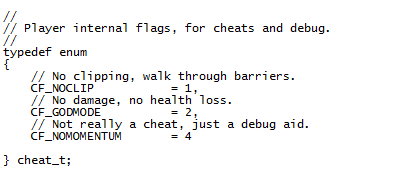 //
// Player internal flags, for cheats and debug.
//
typedef enum
{
    // No clipping, walk through barriers.
    CF_NOCLIP           = 1,
    // No damage, no health loss.
    CF_GODMODE          = 2,
    // Not really a cheat, just a debug aid.
    CF_NOMOMENTUM       = 4

} cheat_t;